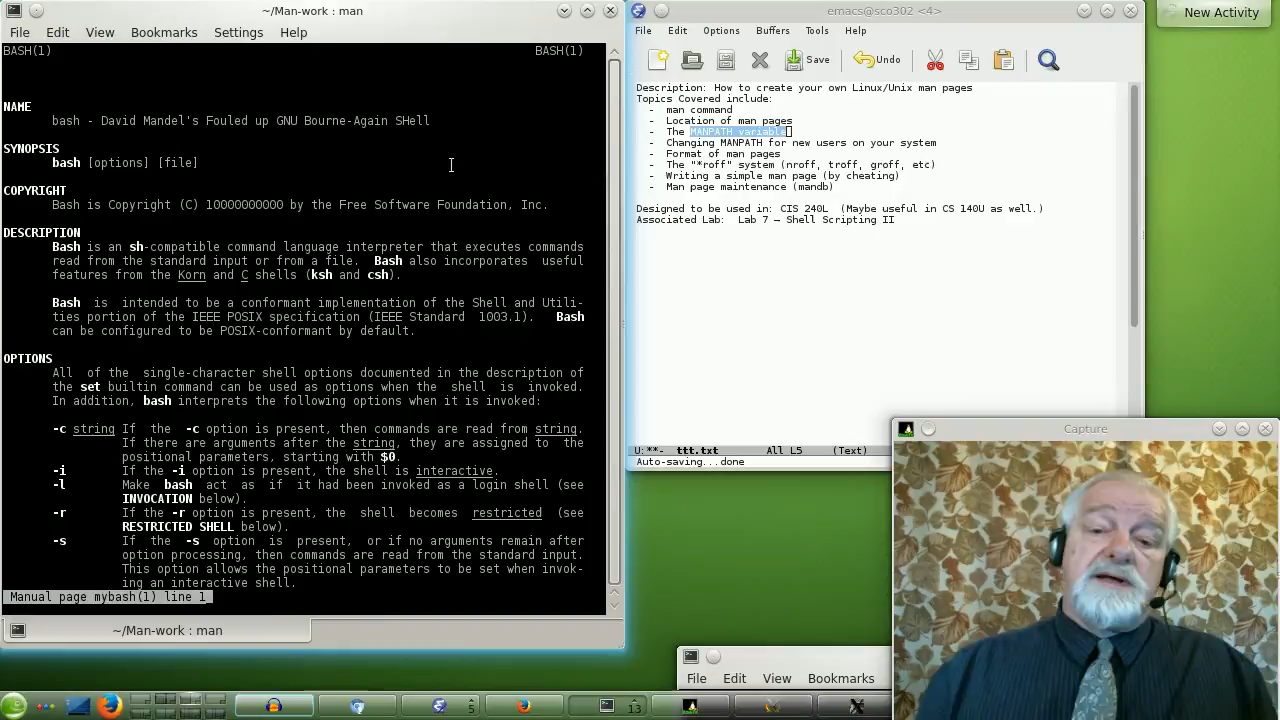 ~/Man-work : man
File Edit View Bookmarks Settings Help
BASH(1) BASH(1)
NAME
bash - David Mandel's Fouled up GNU Bourne-Again SHell
SYNOPSIS
bash [options] [file]
COPYRIGHT
Bash is Copyright (C) 10000000000 by the Free Software Foundation, Inc.
DESCRIPTION
Bash is an sh-compatible command language interpreter that executes commands
read from the standard input or from a file. Bash also incorporates useful
features from the Korn and C shells (ksh and csh).
Bash is intended to be a conformant implementation of the Shell and Utili-
ties portion of the IEEE POSIX specification (IEEE Standard 1003.1). Bash
can be configured to be POSIX-conformant by default.
OPTIONS
All of the single-character shell options documented in the description of
the set builtin command can be used as options when the shell is invoked.
In addition, bash interprets the following options when it is invoked:
-c string If the -c option is present, then commands are read from string.
If there are arguments after the string, they are assigned to the
positional parameters, starting with $0.
-i If the -i option is present, the shell is interactive.
-l Make bash act as if it had been invoked as a login shell (see
INVOCATION below).
-r If the -r option is present, the shell becomes restricted (see
RESTRICTED SHELL below).
-s If the -s option is present, or if no arguments remain after
option processing, then commands are read from the standard input.
This option allows the positional parameters to be set when invok-
ing an interactive shell.
Manual page mybash(1) line 1
~/Man-work : man
emacs@sco302 <4>
File Edit Options Buffers Tools Help
Save Undo
Description: How to create your own Linux/Unix man pages
Topics Covered include:
- man command
- Location of man pages
- The MANPATH variable
- Changing MANPATH for new users on your system
- Format of man pages
- The "*roff" system (nroff, troff, groff, etc)
- Writing a simple man page (by cheating)
- Man page maintenance (mandb)
Designed to be used in: CIS 240L (Maybe useful in CS 140U as well.)
Associated Lab: Lab 7 – Shell Scripting II
U:**- ttt.txt All L5 (Text)
Auto-saving...done
New Activity
Capture
File Edit View Bookmarks
5
13